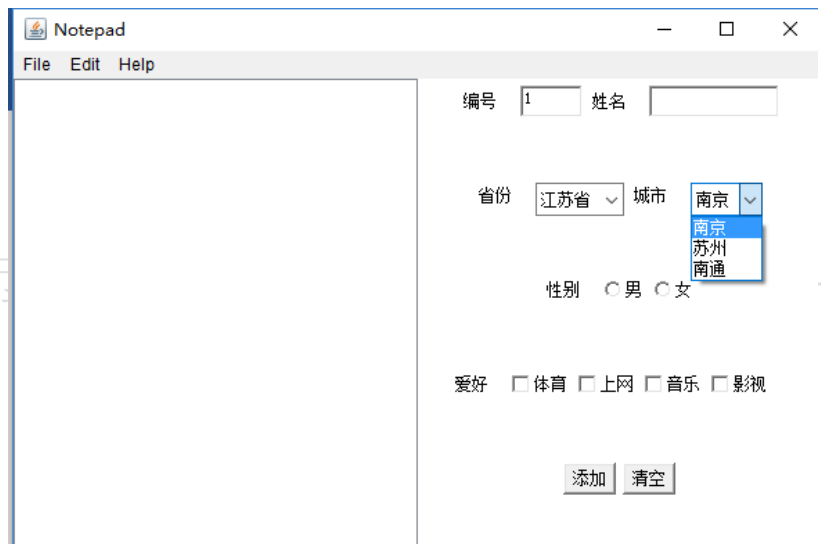 Notepad
File Edit Help
编号 1 姓名
省份 江苏省 城市 南京
南京
苏州
南通
性别 男 女
爱好 体育 上网 音乐 影视
添加 清空